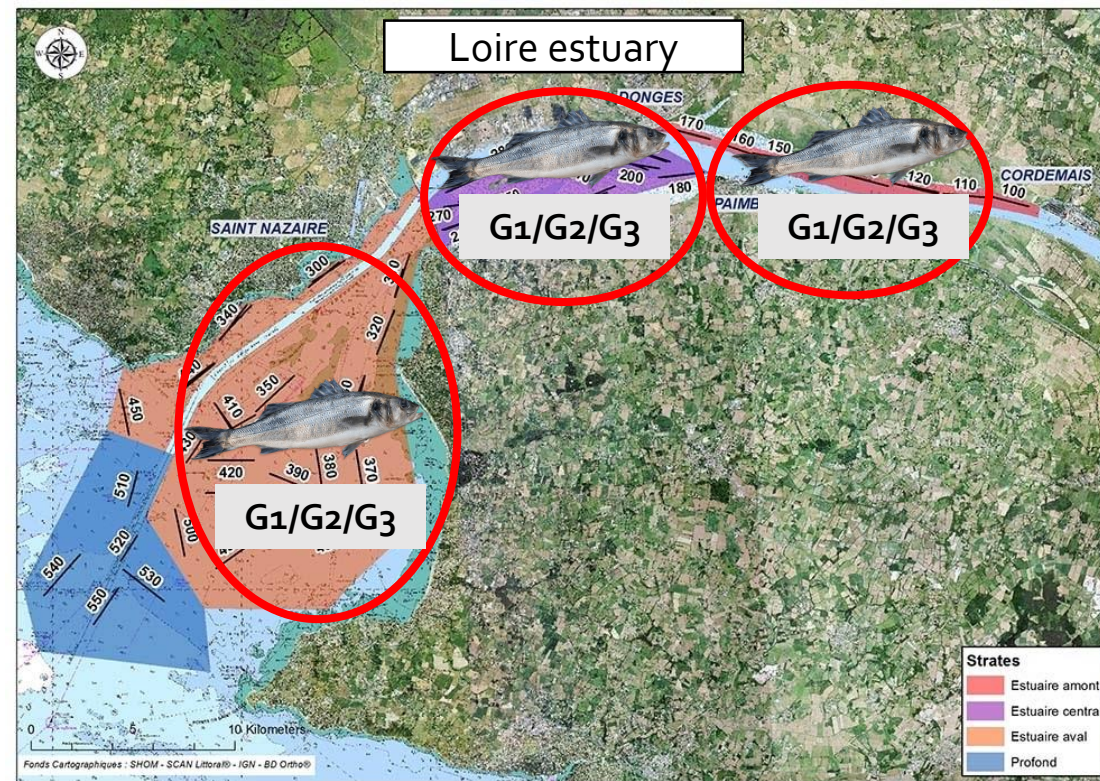 N
W
E
S
Loire estuary
DONGES
170
160
150
CORDEMAIS
120
110
100
200
180
270
PAIMB
G1/G2/G3
G1/G2/G3
SAINT NAZAIRE
300
340
320
350
410
450
420
390
380
370
510
500
G1/G2/G3
520
540
530
550
Strates
Estuaire amont
Estuaire centra
Estuaire aval
Profond
0 5 10 Kilometers
Fonds Cartographiques : SHOM - SCAN Littoral® - IGN - BD Ortho®